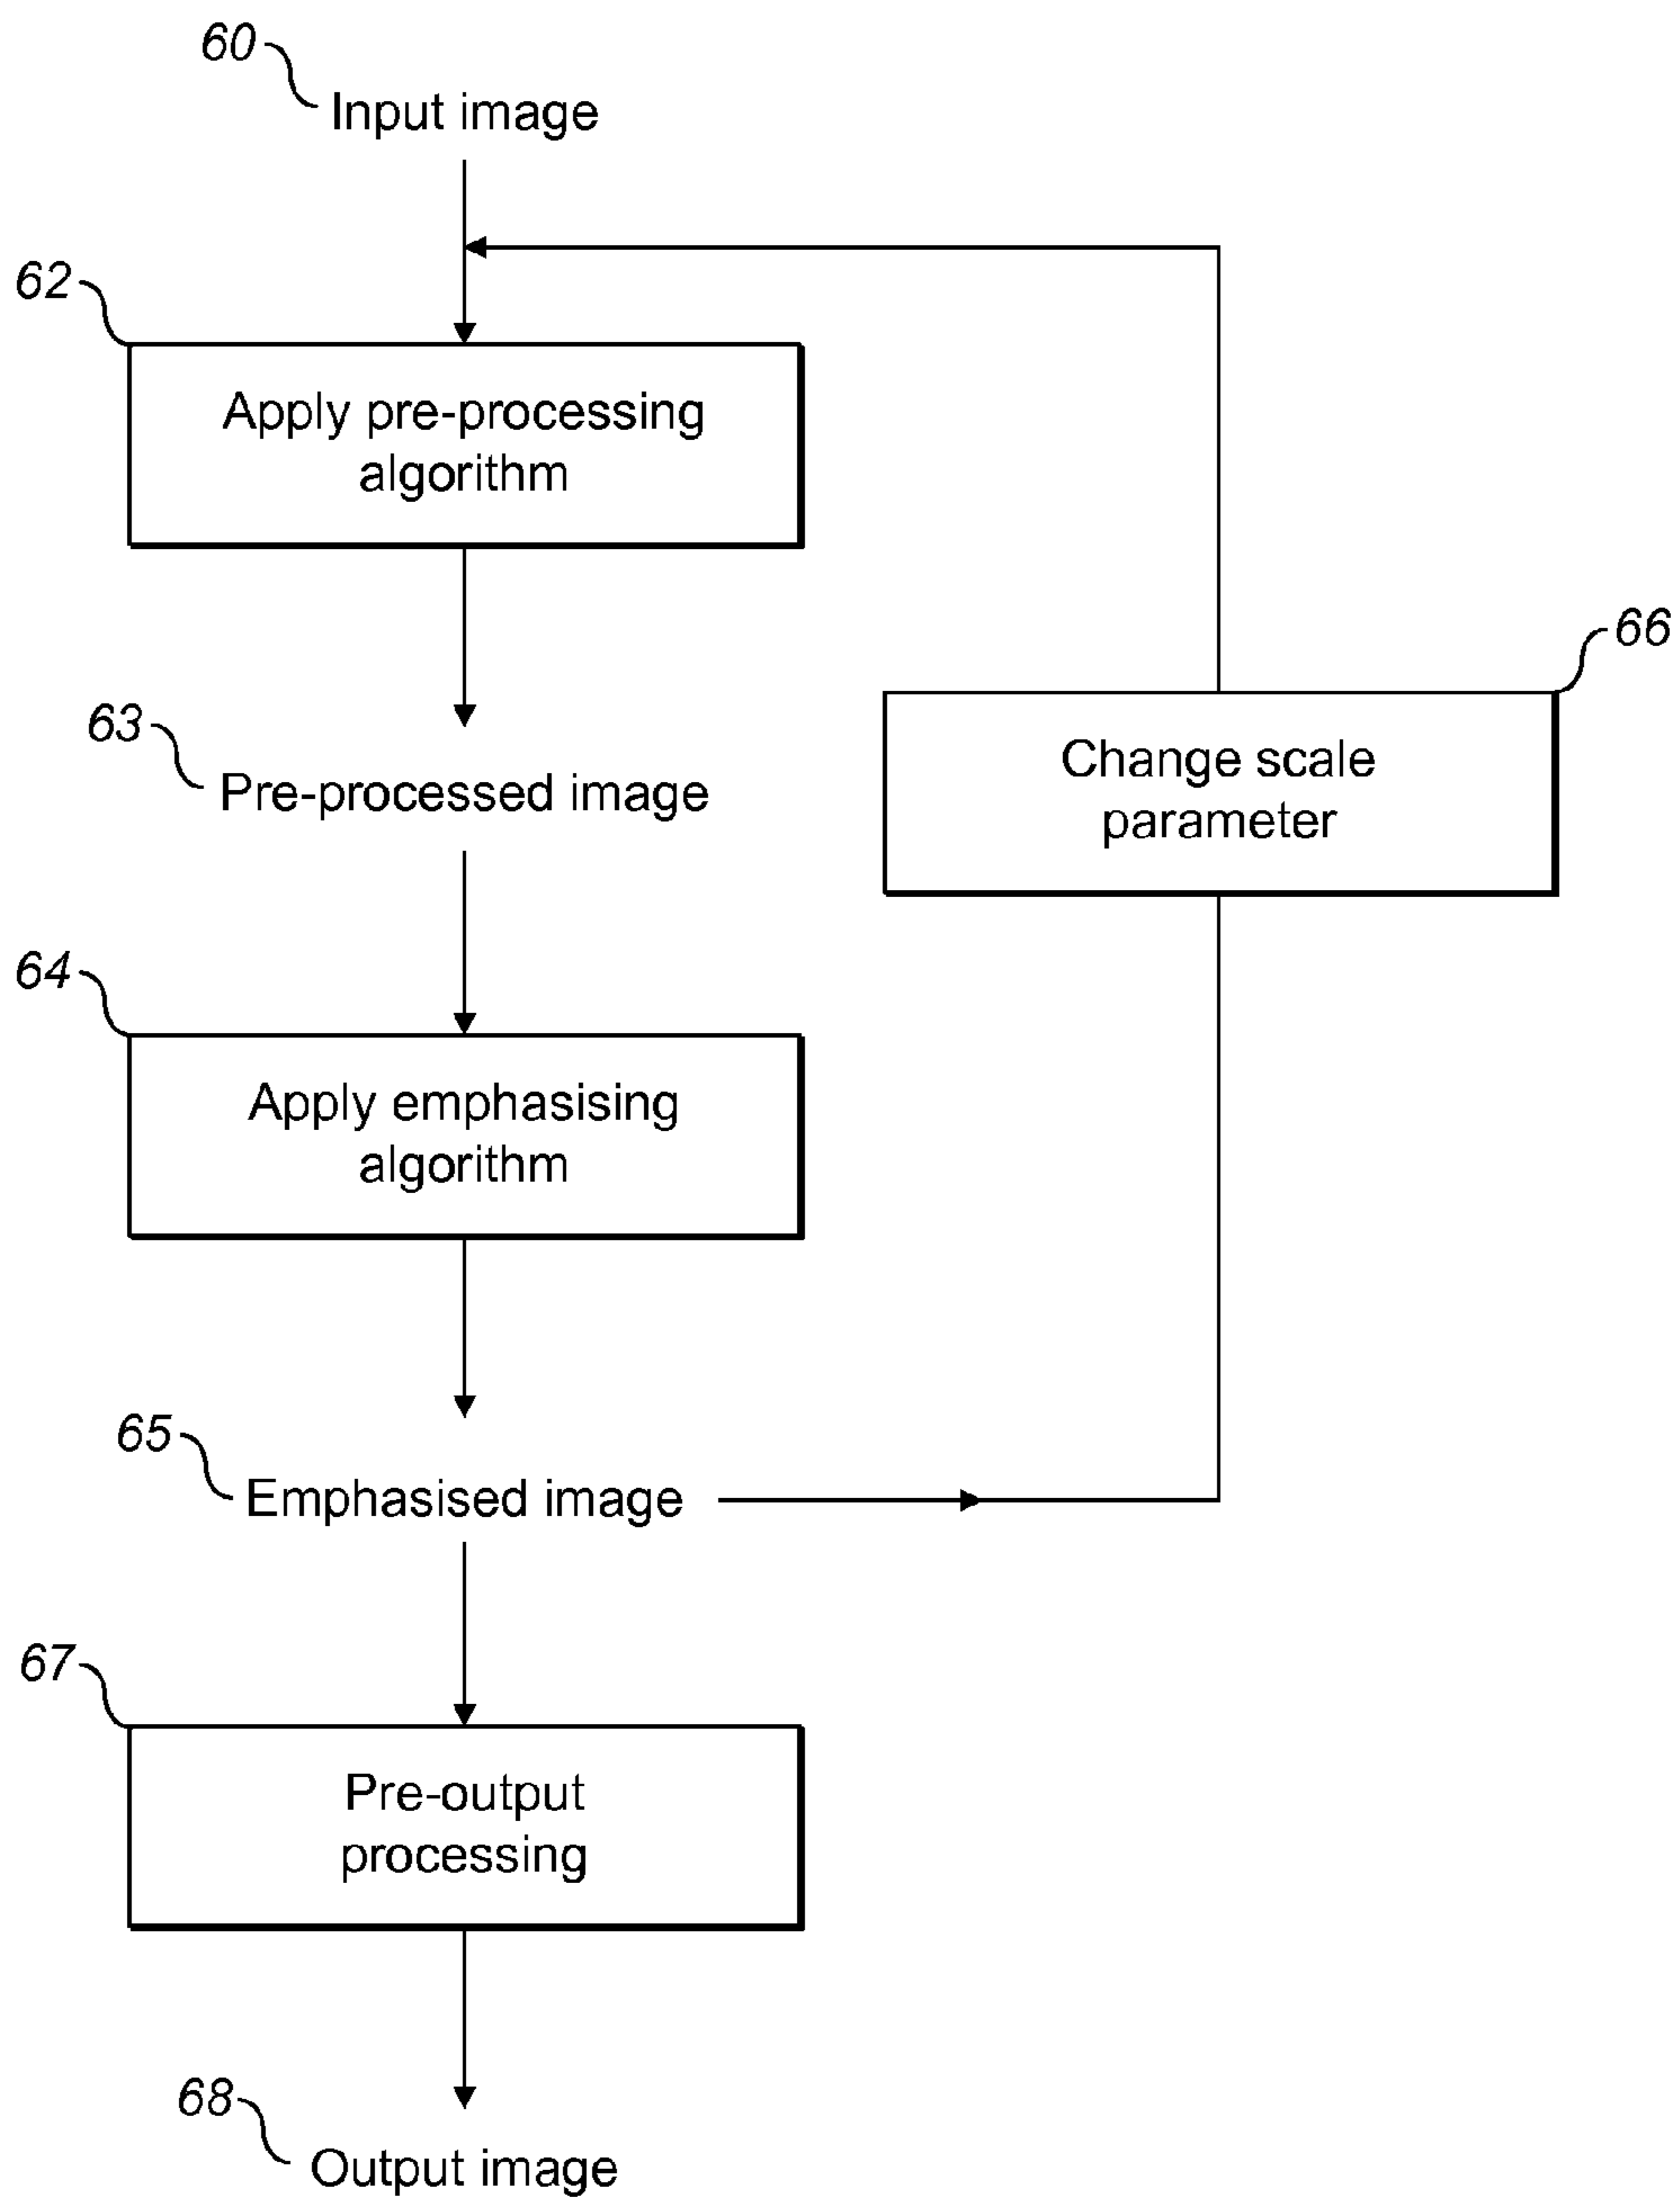 60
Input image
62
Apply pre-processing
algorithm
63
Pre-processed image
66
Change scale
parameter
64
Apply emphasising
algorithm
65
Emphasised image
67
Pre-output
processing
68
Output image